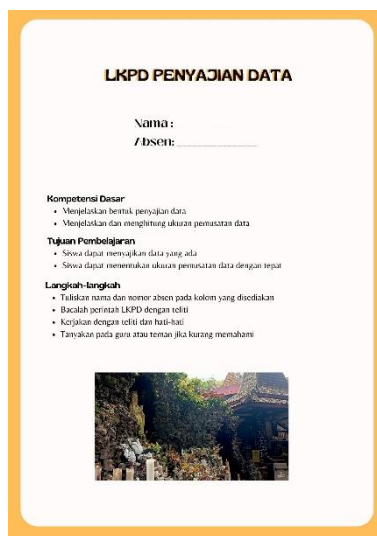 LKPD PENYAJIAN DATA
Nama :
Absen:
Kompetensi Dasar
• Menjelaskan bentuk penyajian data
• Menjelaskan dan menghitung ukuran pemusatan data
Tujuan Pembelajaran
• Siswa dapat menyajikan data yang ada
• Siswa dapat menentukan ukuran pemusatan data dengan tepat
Langkah-langkah
• Tuliskan nama dan nomor absen pada kolom yang disediakan
• Bacalah perintah LKPD dengan teliti
• Kerjakan dengan teliti dan hati-hati
• Tanyakan pada guru atau teman jika kurang memahami